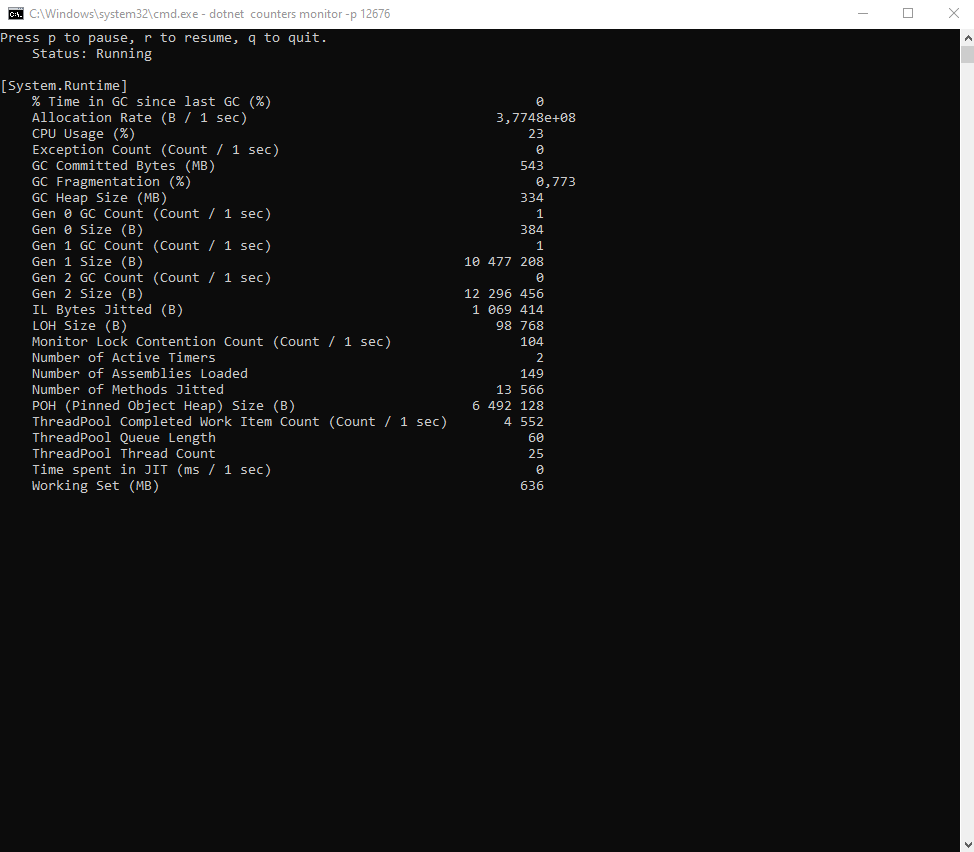 C:\Windows\system32\cmd.exe - dotnet  counters monitor -p 12676
Press p to pause, r to resume, q to quit.
    Status: Running

[System.Runtime]
    % Time in GC since last GC (%)                                 0
    Allocation Rate (B / 1 sec)                               3,7748e+08
    CPU Usage (%)                                                 23
    Exception Count (Count / 1 sec)                                0
    GC Committed Bytes (MB)                                      543
    GC Fragmentation (%)                                           0,773
    GC Heap Size (MB)                                            334
    Gen 0 GC Count (Count / 1 sec)                                 1
    Gen 0 Size (B)                                               384
    Gen 1 GC Count (Count / 1 sec)                                 1
    Gen 1 Size (B)                                        10 477 208
    Gen 2 GC Count (Count / 1 sec)                                 0
    Gen 2 Size (B)                                        12 296 456
    IL Bytes Jitted (B)                                    1 069 414
    LOH Size (B)                                              98 768
    Monitor Lock Contention Count (Count / 1 sec)                104
    Number of Active Timers                                        2
    Number of Assemblies Loaded                                  149
    Number of Methods Jitted                                  13 566
    POH (Pinned Object Heap) Size (B)                      6 492 128
    ThreadPool Completed Work Item Count (Count / 1 sec)       4 552
    ThreadPool Queue Length                                       60
    ThreadPool Thread Count                                       25
    Time spent in JIT (ms / 1 sec)                                 0
    Working Set (MB)                                             636